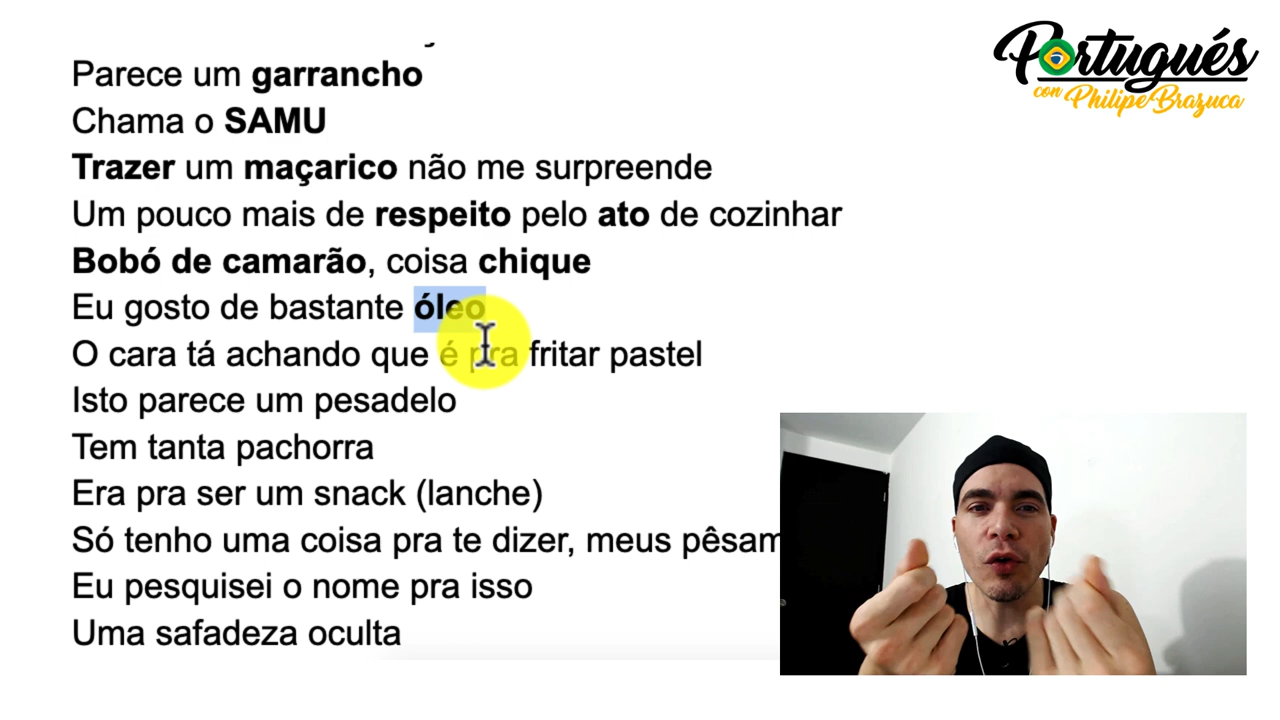 Português
con Philipe Brazuca
Parece um garrancho
Chama o SAMU
Trazer um maçarico não me surpreende
Um pouco mais de respeito pelo ato de cozinhar
Bobó de camarão, coisa chique
Eu gosto de bastante óleo
O cara tá achando que é pra fritar pastel
Isto parece um pesadelo
Tem tanta pachorra
Era pra ser um snack (lanche)
Só tenho uma coisa pra te dizer, meus pêsam
Eu pesquisei o nome pra isso
Uma safadeza oculta